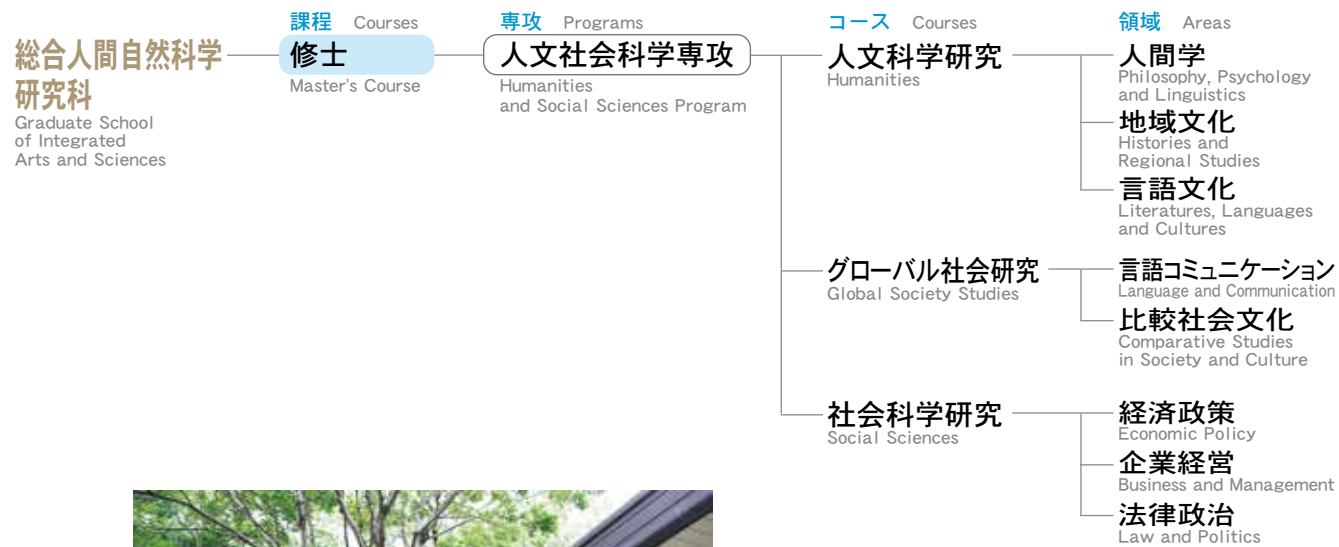 課程 Courses
専攻 Programs
コース Courses
領域 Areas
総合人間自然科学
研究科
Graduate School
of Integrated
Arts and Sciences
修士
Master's Course
人文社会科学専攻
Humanities
and Social Sciences Program
人文科学研究
Humanities
人間学
Philosophy, Psychology
and Linguistics
地域文化
Histories and
Regional Studies
言語文化
Literatures, Languages
and Cultures
グローバル社会研究
Global Society Studies
言語コミュニケーション
Language and Communication
比較社会文化
Comparative Studies
in Society and Culture
社会科学研究
Social Sciences
経済政策
Economic Policy
企業経営
Business and Management
法律政治
Law and Politics